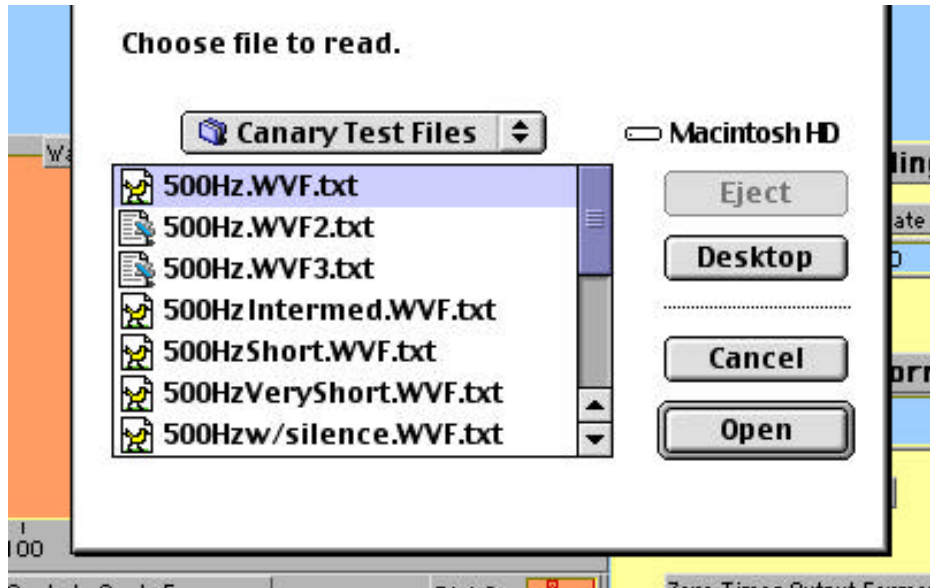 Choose file to read.
Canary Test Files
Macintosh HD
500Hz.WVF.txt
500Hz.WVF2.txt
500Hz.WVF3.txt
500HzIntermed.WVF.txt
500HzShort.WVF.txt
500HzVeryShort.WVF.txt
500Hzw/silence.WVF.txt
Eject
Desktop
Cancel
Open
100